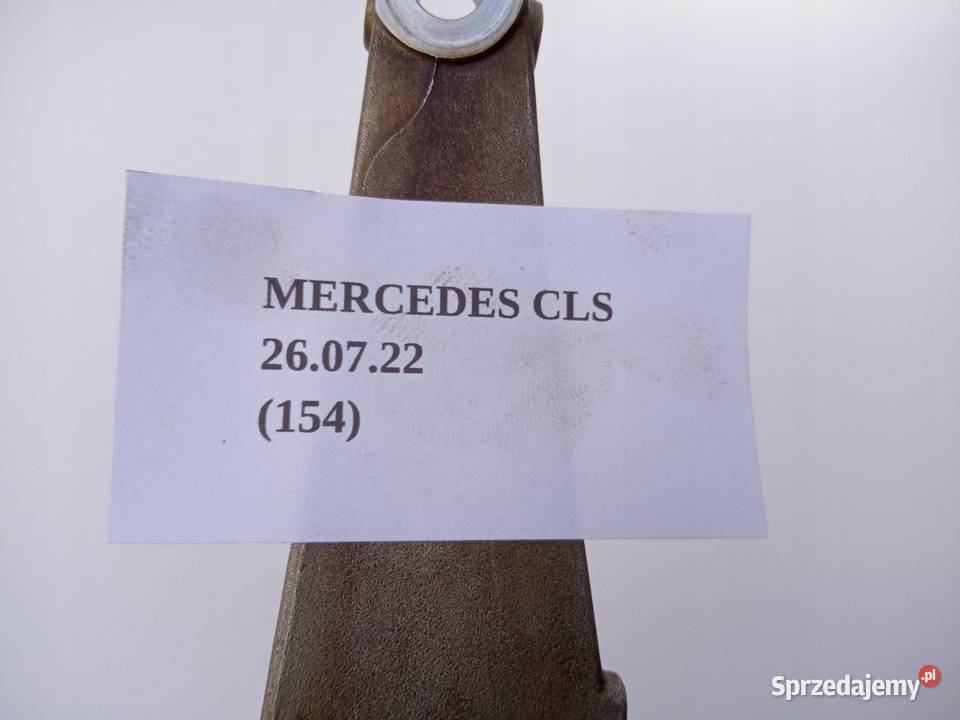 MERCEDES CLS
26.07.22
(154)
Sprzedajemy.pl